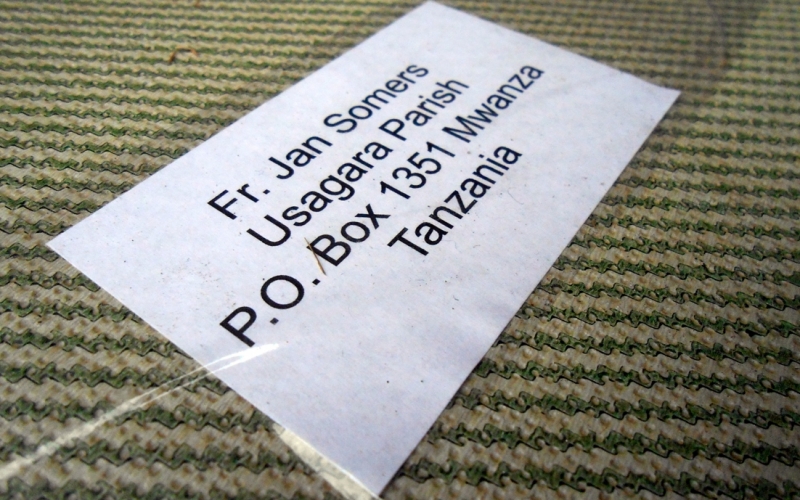 Fr. Jan Somers
Usagara Parish
P.O. Box 1351 Mwanza
Tanzania